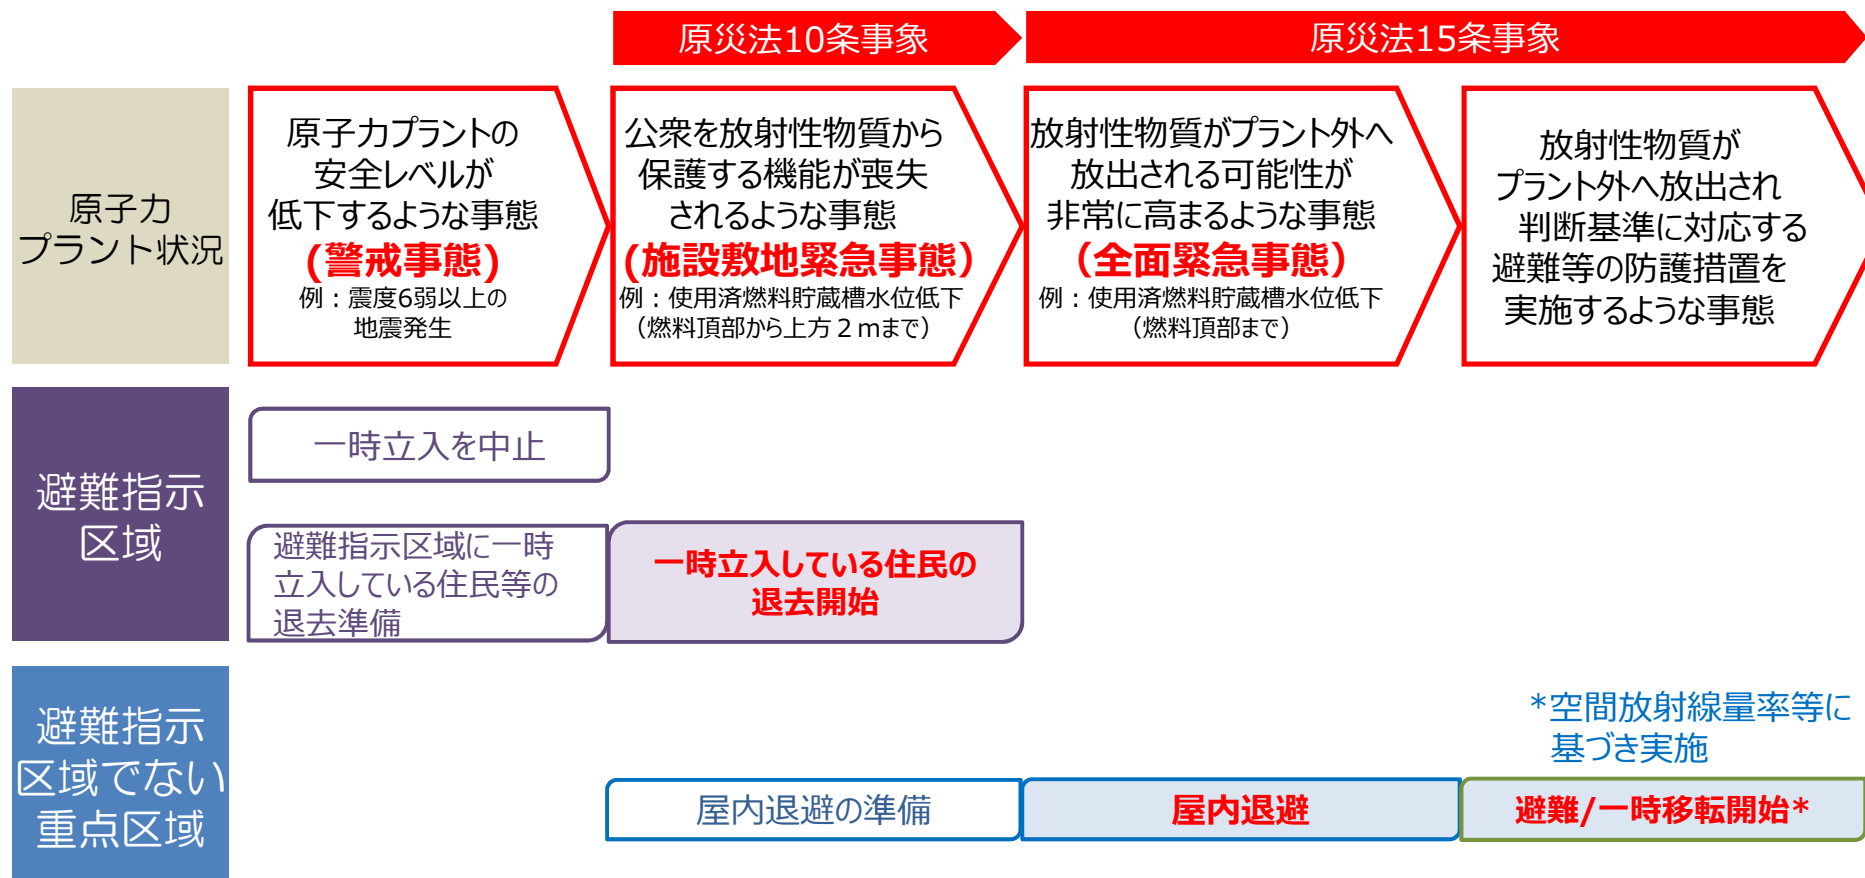 原災法10条事象
原災法15条事象
原子力
プラント状況
原子力プラントの
安全レベルが
低下するような事態
(警戒事態)
例：震度6弱以上の
地震発生
公衆を放射性物質から
保護する機能が喪失
されるような事態
(施設敷地緊急事態）
例：使用済燃料貯蔵槽水位低下
（燃料頂部から上方２ｍまで）
放射性物質がプラント外へ
放出される可能性が
非常に高まるような事態
（全面緊急事態）
例：使用済燃料貯蔵槽水位低下
（燃料頂部まで）
放射性物質が
プラント外へ放出され
判断基準に対応する
避難等の防護措置を
実施するような事態
避難指示
区域
一時立入を中止
避難指示区域に一時
立入している住民等の
退去準備
一時立入している住民の
退去開始
避難指示
区域でない
重点区域
*空間放射線量率等に
基づき実施
屋内退避の準備
屋内退避
避難/一時移転開始*